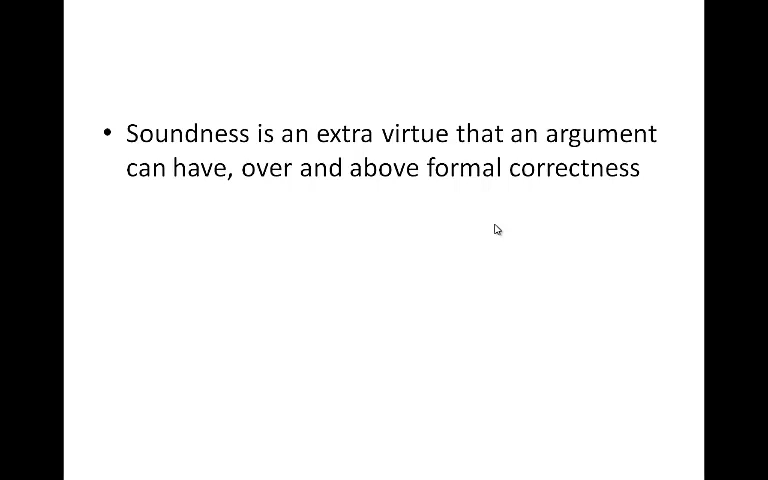 • Soundness is an extra virtue that an argument
can have, over and above formal correctness